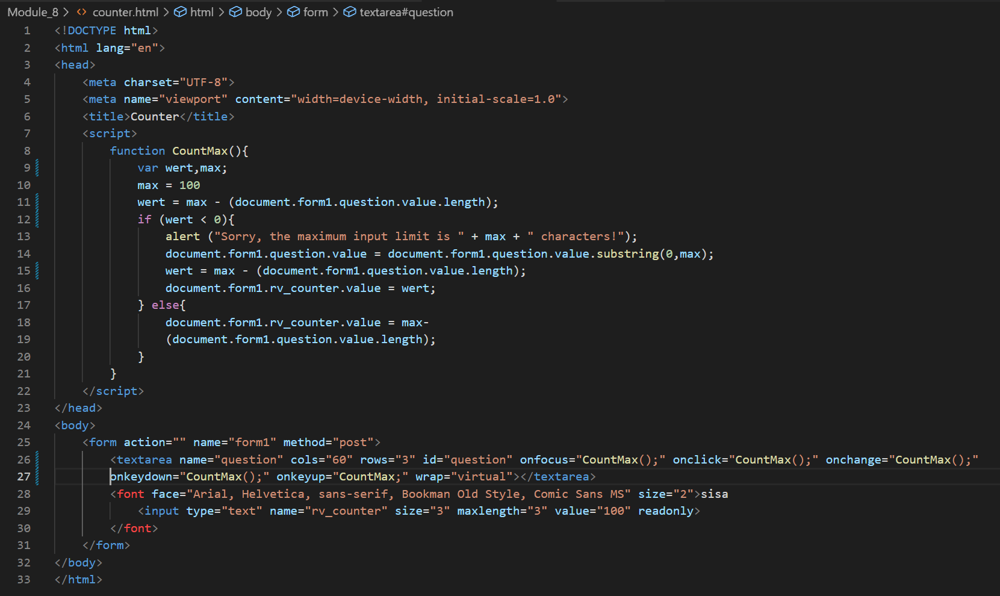 Module_8 > <> counter.html > html > body > form > textarea#question
1 <!DOCTYPE html>
2 <html lang="en">
3 <head>
4     <meta charset="UTF-8">
5     <meta name="viewport" content="width=device-width, initial-scale=1.0">
6     <title>Counter</title>
7     <script>
8         function CountMax(){
9             var wert,max;
10             max = 100
11             wert = max - (document.form1.question.value.length);
12             if (wert < 0){
13                 alert ("Sorry, the maximum input limit is " + max + " characters!");
14                 document.form1.question.value = document.form1.question.value.substring(0,max);
15                 wert = max - (document.form1.question.value.length);
16                 document.form1.rv_counter.value = wert;
17             } else{
18                 document.form1.rv_counter.value = max-
19                 (document.form1.question.value.length);
20             }
21         }
22     </script>
23 </head>
24 <body>
25     <form action="" name="form1" method="post">
26         <textarea name="question" cols="60" rows="3" id="question" onfocus="CountMax();" onclick="CountMax();" onchange="CountMax();"
27         onkeydown="CountMax();" onkeyup="CountMax;" wrap="virtual"></textarea>
28         <font face="Arial, Helvetica, sans-serif, Bookman Old Style, Comic Sans MS" size="2">sisa
29             <input type="text" name="rv_counter" size="3" maxlength="3" value="100" readonly>
30         </font>
31     </form>
32 </body>
33 </html>